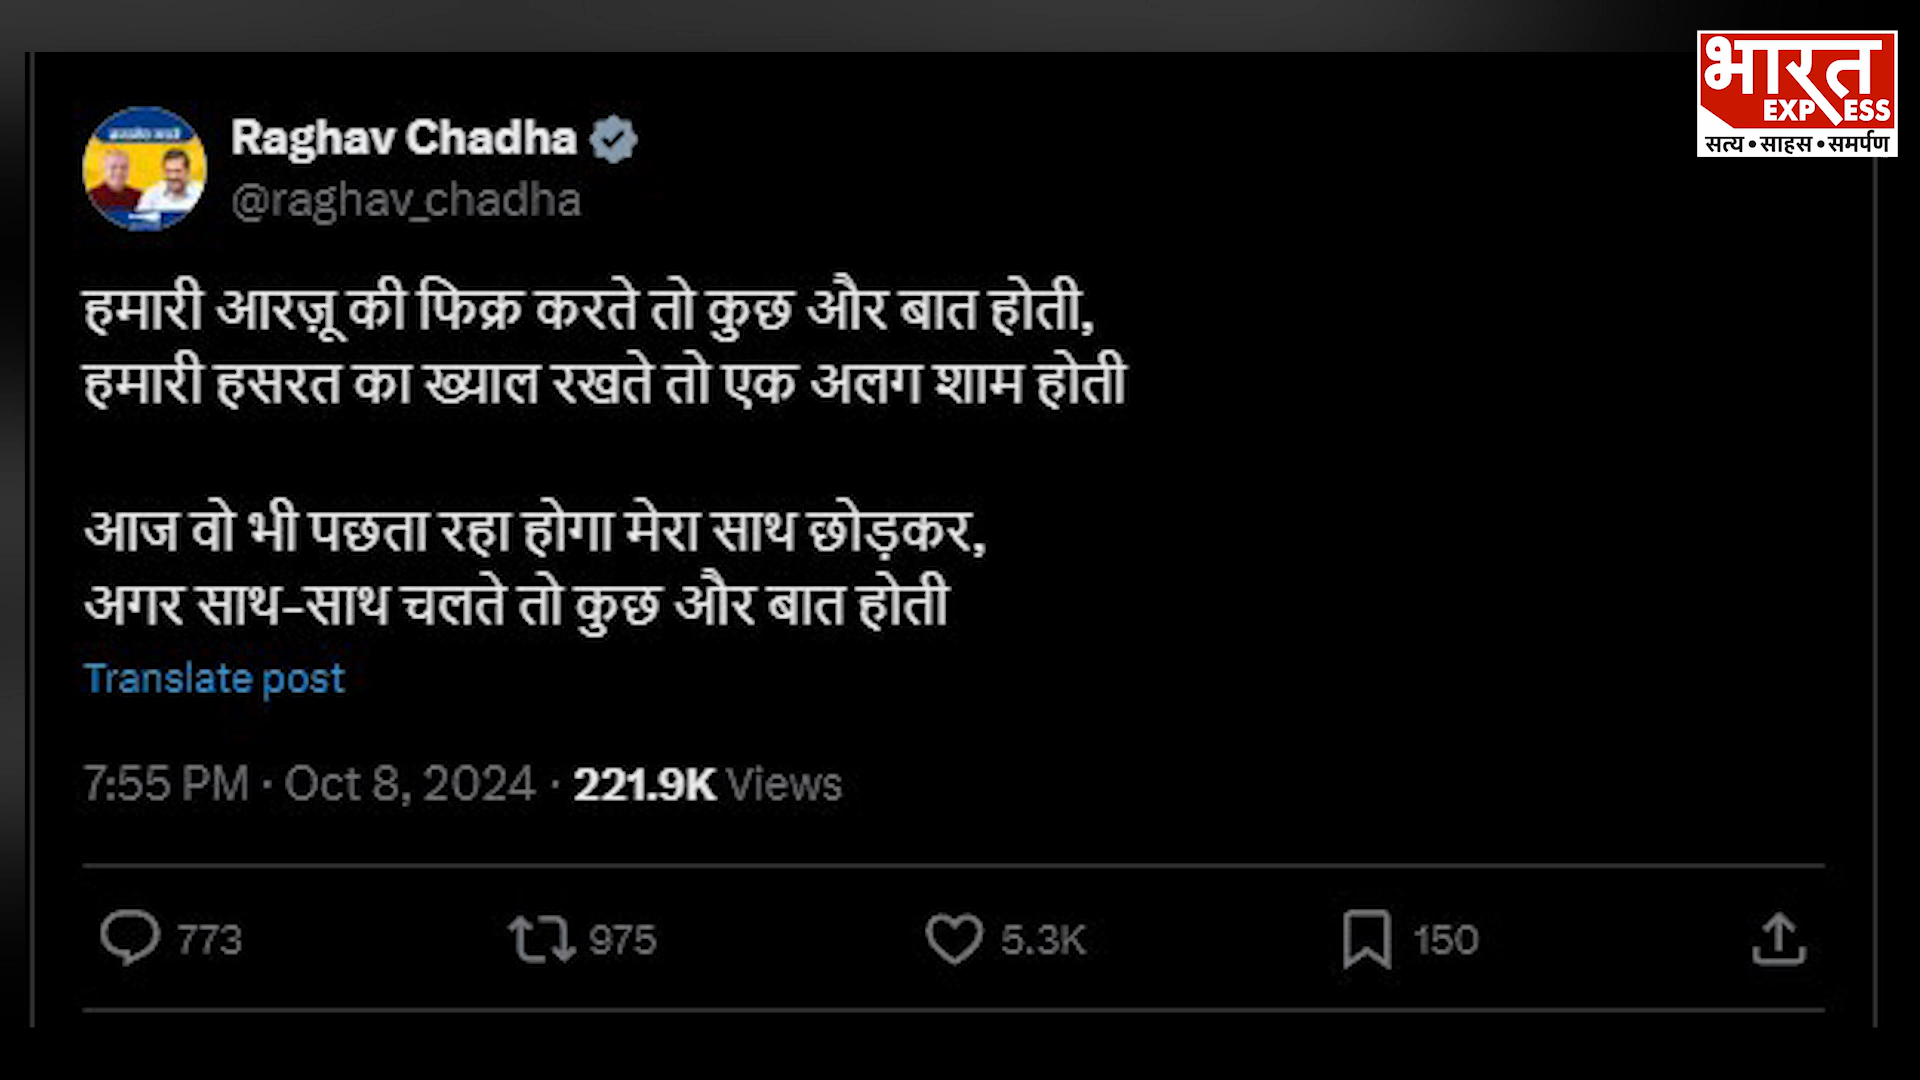 भारत
EXPRESS
सत्य • साहस • समर्पण
Raghav Chadha
@raghav_chadha
हमारी आरज़ू की फिक्र करते तो कुछ और बात होती,
हमारी हसरत का ख्याल रखते तो एक अलग शाम होती
आज वो भी पछता रहा होगा मेरा साथ छोड़कर,
अगर साथ-साथ चलते तो कुछ और बात होती
Translate post
7:55 PM · Oct 8, 2024 · 221.9K Views
773 975 5.3K 150